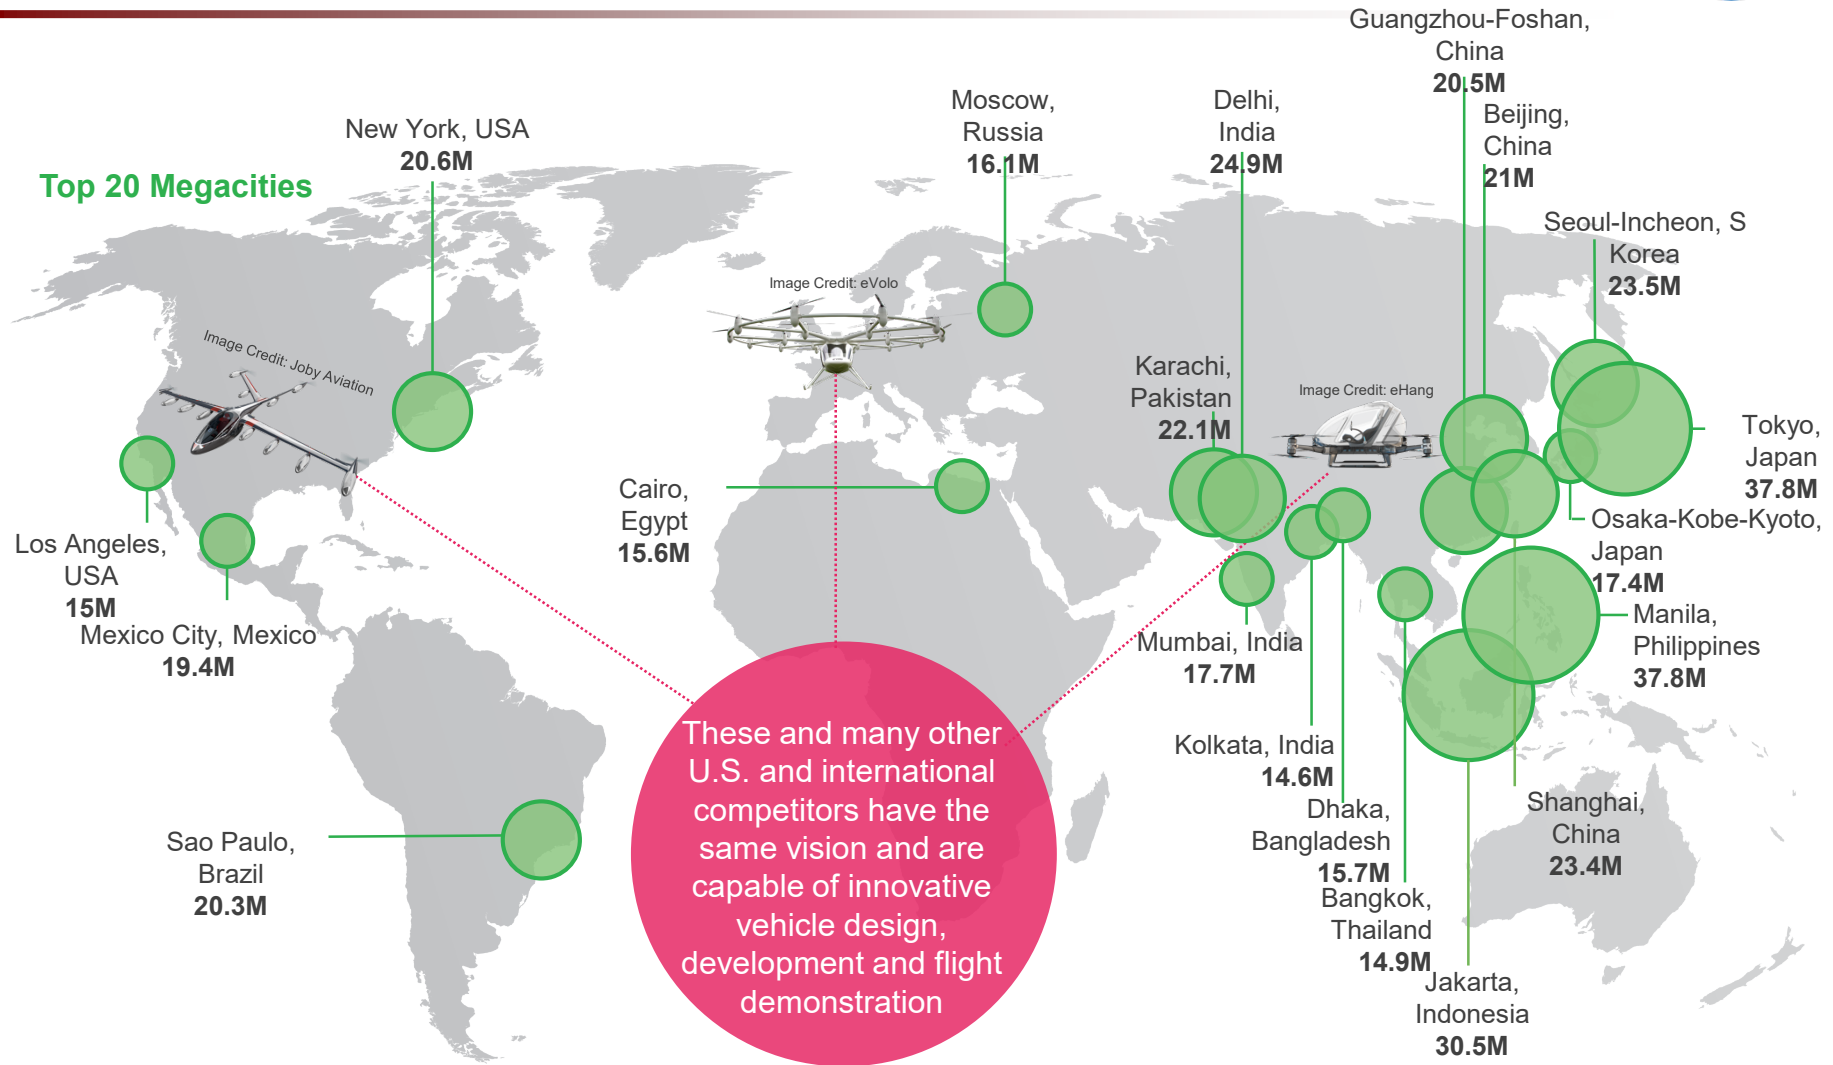 Top 20 Megacities
New York, USA
20.6M
Moscow,
Russia
16.1M
Delhi,
India
24.9M
Guangzhou-Foshan,
China
20.5M
Beijing,
China
21M
Seoul-Incheon, S
Korea
23.5M
Image Credit: eVolo
Image Credit: Joby Aviation
Karachi,
Pakistan
22.1M
Image Credit: eHang
Tokyo,
Japan
37.8M
Cairo,
Egypt
15.6M
Osaka-Kobe-Kyoto,
Japan
17.4M
Los Angeles,
USA
15M
Mexico City, Mexico
19.4M
Manila,
Philippines
37.8M
Mumbai, India
17.7M
Kolkata, India
14.6M
Dhaka,
Bangladesh
15.7M
Bangkok,
Thailand
14.9M
Jakarta,
Indonesia
30.5M
Shanghai,
China
23.4M
Sao Paulo,
Brazil
20.3M
These and many other
U.S. and international
competitors have the
same vision and are
capable of innovative
vehicle design,
development and flight
demonstration